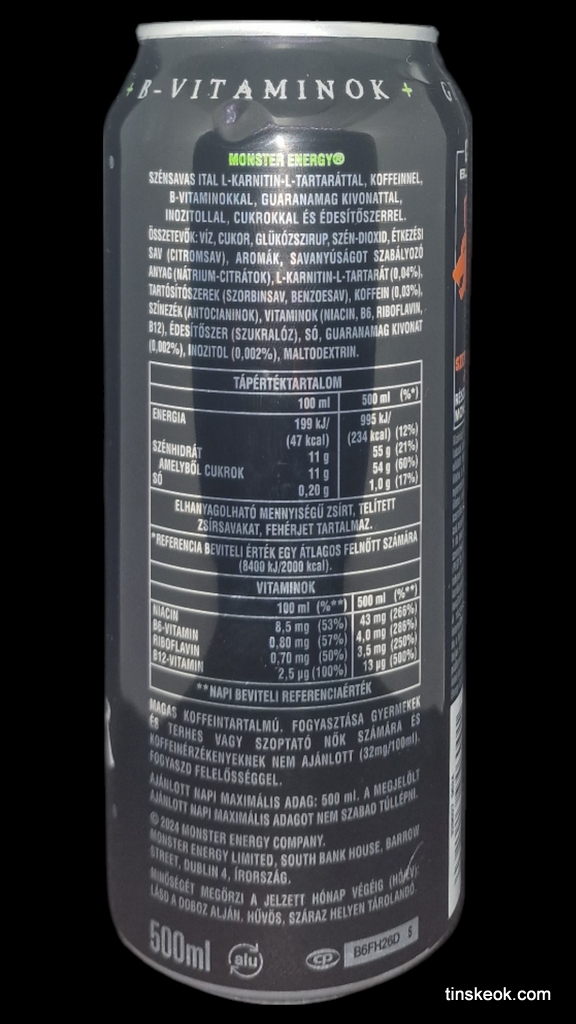 + B-VITAMINOK + G
MONSTER ENERGY®
SZÉNSAVAS ITAL L-KARNITIN-L-TARTARÁTTAL, KOFFEINNEL,
B-VITAMINOKKAL, GUARANAMAG KIVONATTAL,
INOZITOLLAL, CUKROKKAL ÉS ÉDESÍTŐSZERREL.
ÖSSZETEVŐK: VÍZ, CUKOR, GLÜKÓZSZIRUP, SZÉN-DIOXID, ÉTKEZÉSI
SAV (CITROMSAV), AROMÁK, SAVANYÚSÁGOT SZABÁLYOZÓ
ANYAG (NÁTRIUM-CITRÁTOK), L-KARNITIN-L-TARTARÁT (0,04%),
TARTÓSÍTÓSZEREK (SZORBINSAV, BENZOESAV), KOFFEIN (0,03%),
SZÍNEZÉK (ANTOCIANINOK), VITAMINOK (NIACIN, B6, RIBOFLAVIN,
B12), ÉDESÍTŐSZER (SZUKRALÓZ), SÓ, GUARANAMAG KIVONAT
(0,002%), INOZITOL (0,002%), MALTODEXTRIN.
TÁPÉRTÉKTARTALOM
100 ml 500 ml (%*)
ENERGIA 199 kJ/ 995 kJ/
(47 kcal) (234 kcal) (12%)
SZÉNHIDRÁT 11 g 55 g (21%)
AMELYBŐL CUKROK 11 g 54 g (60%)
SÓ 0,20 g 1,0 g (17%)
ELHANYAGOLHATÓ MENNYISÉGŰ ZSÍRT, TELÍTETT
ZSÍRSAVAKAT, FEHÉRJÉT TARTALMAZ.
*REFERENCIA BEVITELI ÉRTÉK EGY ÁTLAGOS FELNŐTT SZÁMÁRA
(8400 kJ/2000 kcal).
VITAMINOK
100 ml (%**) 500 ml (%**)
NIACIN 8,5 mg (53%) 43 mg (266%)
B6-VITAMIN 0,80 mg (57%) 4,0 mg (286%)
RIBOFLAVIN 0,70 mg (50%) 3,5 mg (250%)
B12-VITAMIN 2,5 µg (100%) 13 µg (500%)
**NAPI BEVITELI REFERENCIAÉRTÉK
MAGAS KOFFEINTARTALMÚ. FOGYASZTÁSA GYERMEKEK
ÉS TERHES VAGY SZOPTATÓ NŐK SZÁMÁRA ÉS
KOFFEINÉRZÉKENYEKNEK NEM AJÁNLOTT (32mg/100ml).
FOGYASZD FELELŐSSÉGGEL.
AJÁNLOTT NAPI MAXIMÁLIS ADAG: 500 ml. A MEGJELÖLT
AJÁNLOTT NAPI MAXIMÁLIS ADAGOT NEM SZABAD TÚLLÉPNI.
© 2024 MONSTER ENERGY COMPANY.
MONSTER ENERGY LIMITED, SOUTH BANK HOUSE, BARROW
STREET, DUBLIN 4, ÍRORSZÁG.
MINŐSÉGÉT MEGŐRZI A JELZETT HÓNAP VÉGÉIG (HÓ/ÉV):
LÁSD A DOBOZ ALJÁN. HŰVÖS, SZÁRAZ HELYEN TÁROLANDÓ.
500ml alu CP B6FH26D $
tinskeok.com